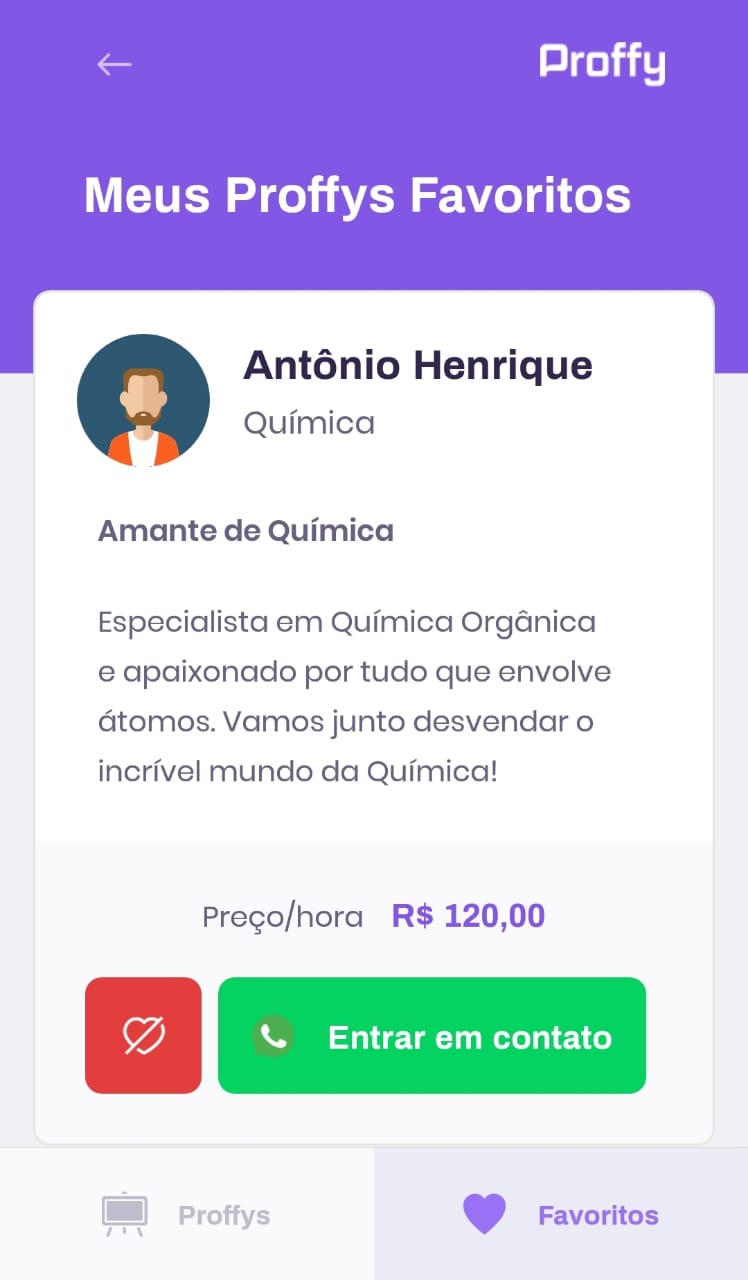 Proffy
Meus Proffys Favoritos
Antônio Henrique
Química
Amante de Química
Especialista em Química Orgânica
e apaixonado por tudo que envolve
átomos. Vamos junto desvendar o
incrível mundo da Química!
Preço/hora R$ 120,00
Entrar em contato
Proffys Favoritos